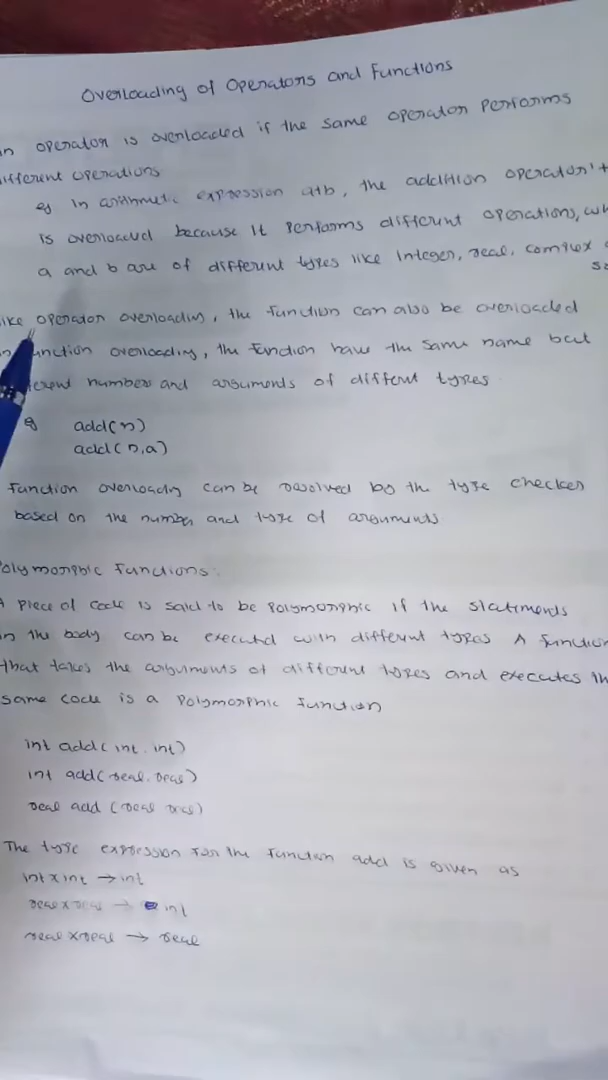 Overloading of Operators and Functions
an operator is overloaded if the same operator performs
different operations
eg In arithmetic expression a+b, the addition operator '+
is overloaded because it performs different operations, wh
a and b are of different types like Integer, real, complex
so
ike operator overloading, the function can also be overloaded
function overloading, the function have the same name but
numbers and arguments of differt types
eg add(n)
add(n,a)
Function overloading can be resolved by the type checker
based on the number and type of arguments
Polymorphic Functions:
A piece of code is said to be polymorphic if the statements
in the body can be executed with different types A function
that takes the arguments of different types and executes th
same code is a Polymorphic function
int add(int, int)
int add(real, real)
real add (real real)
The type expression for the function add is given as
int x int → int
real x real → int
real x real → real